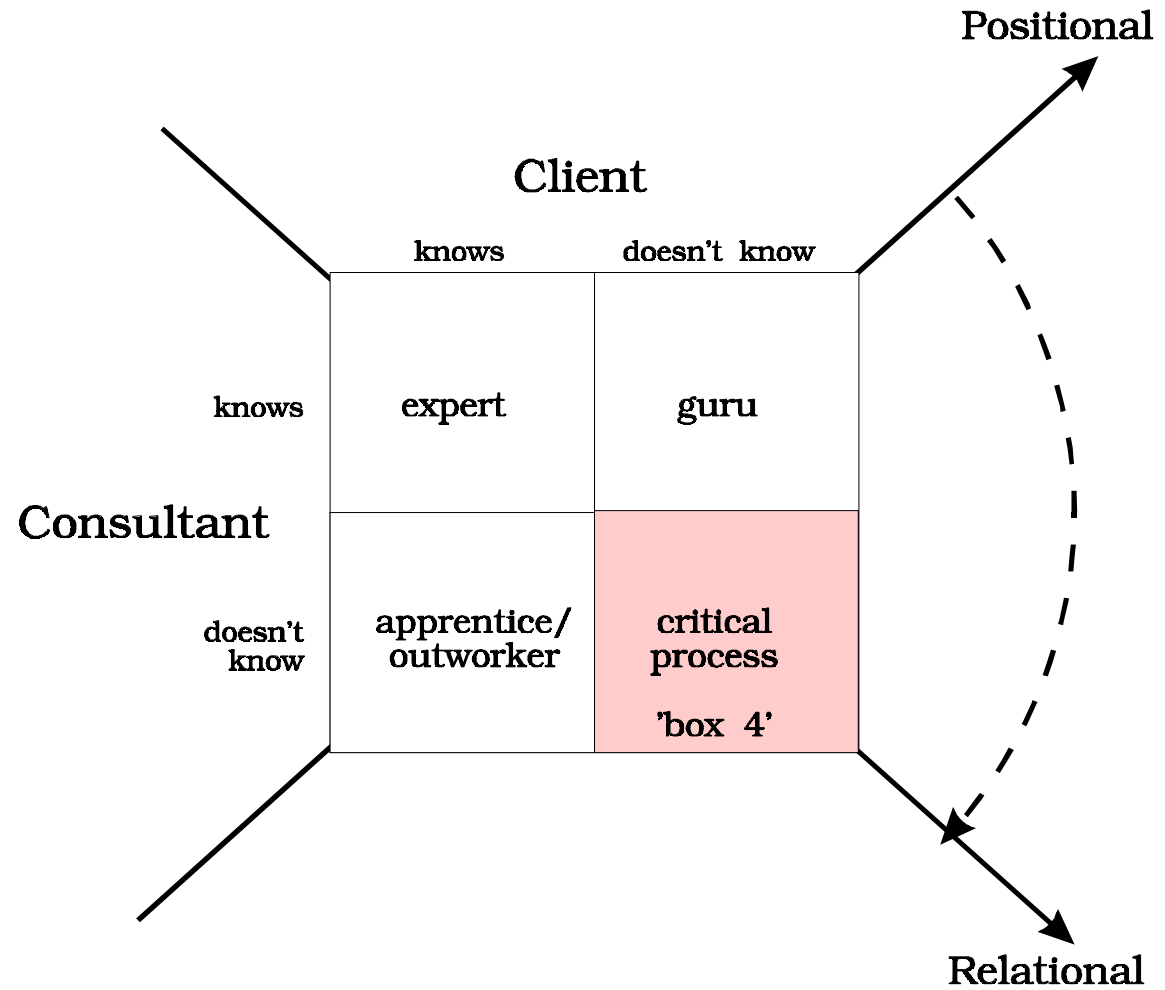 Positional
Client
knows
doesn't know
knows
expert
guru
Consultant
doesn't
know
apprentice/
outworker
critical
process
'box 4'
Relational